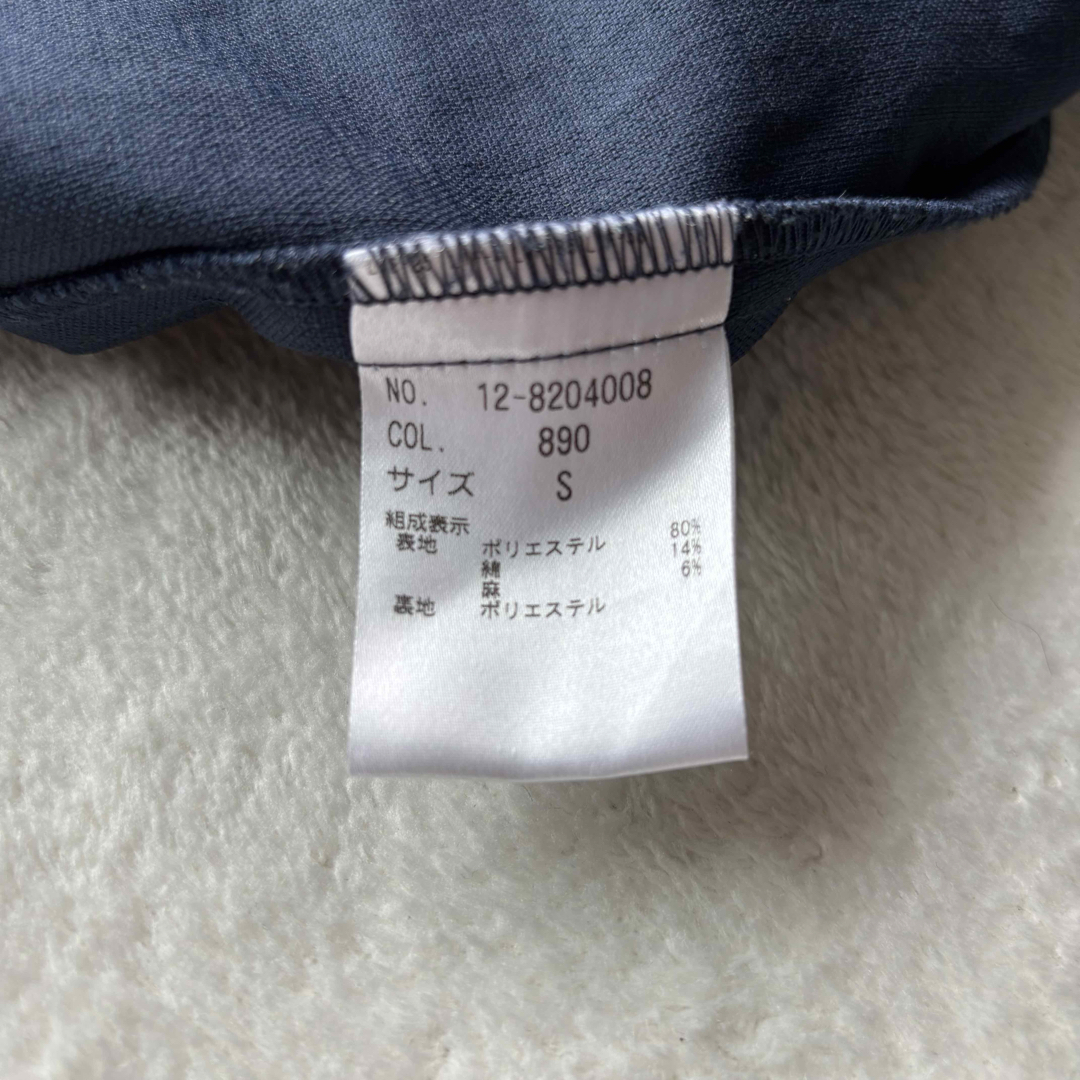 NO. 12-8204008
COL. 890
サイズ S
組成表示
表地 ポリエステル 80%
綿 14%
麻 6%
裏地 ポリエステル